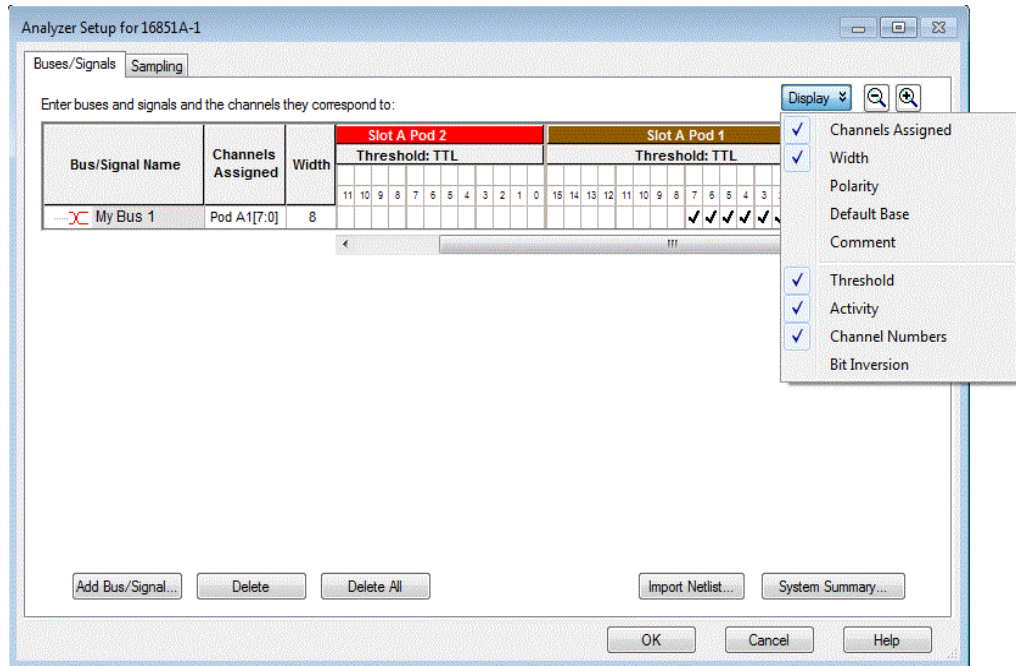 Analyzer Setup for 16851A-1
Buses/Signals Sampling
Enter buses and signals and the channels they correspond to:
Display
Bus/Signal Name Channels Assigned Width
Slot A Pod 2 Slot A Pod 1
Threshold: TTL Threshold: TTL
11 10 9 8 7 6 5 4 3 2 1 0 15 14 13 12 11 10 9 8 7 6 5 4 3
My Bus 1 Pod A1[7:0] 8
Channels Assigned
Width
Polarity
Default Base
Comment
Threshold
Activity
Channel Numbers
Bit Inversion
Add Bus/Signal... Delete Delete All Import Netlist... System Summary...
OK Cancel Help